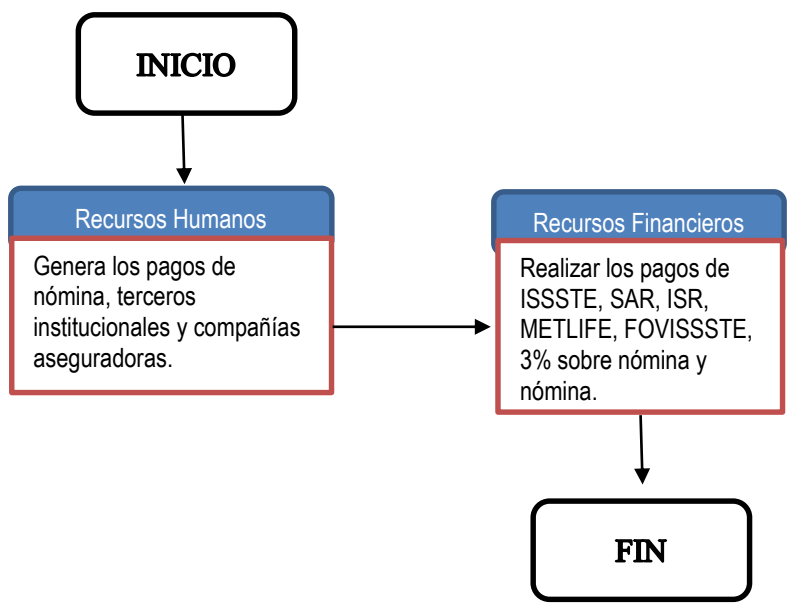 INICIO
Recursos Humanos
Genera los pagos de
nómina, terceros
institucionales y compañías
aseguradoras.
Recursos Financieros
Realizar los pagos de
ISSSTE, SAR, ISR,
METLIFE, FOVISSSTE,
3% sobre nómina y
nómina.
FIN